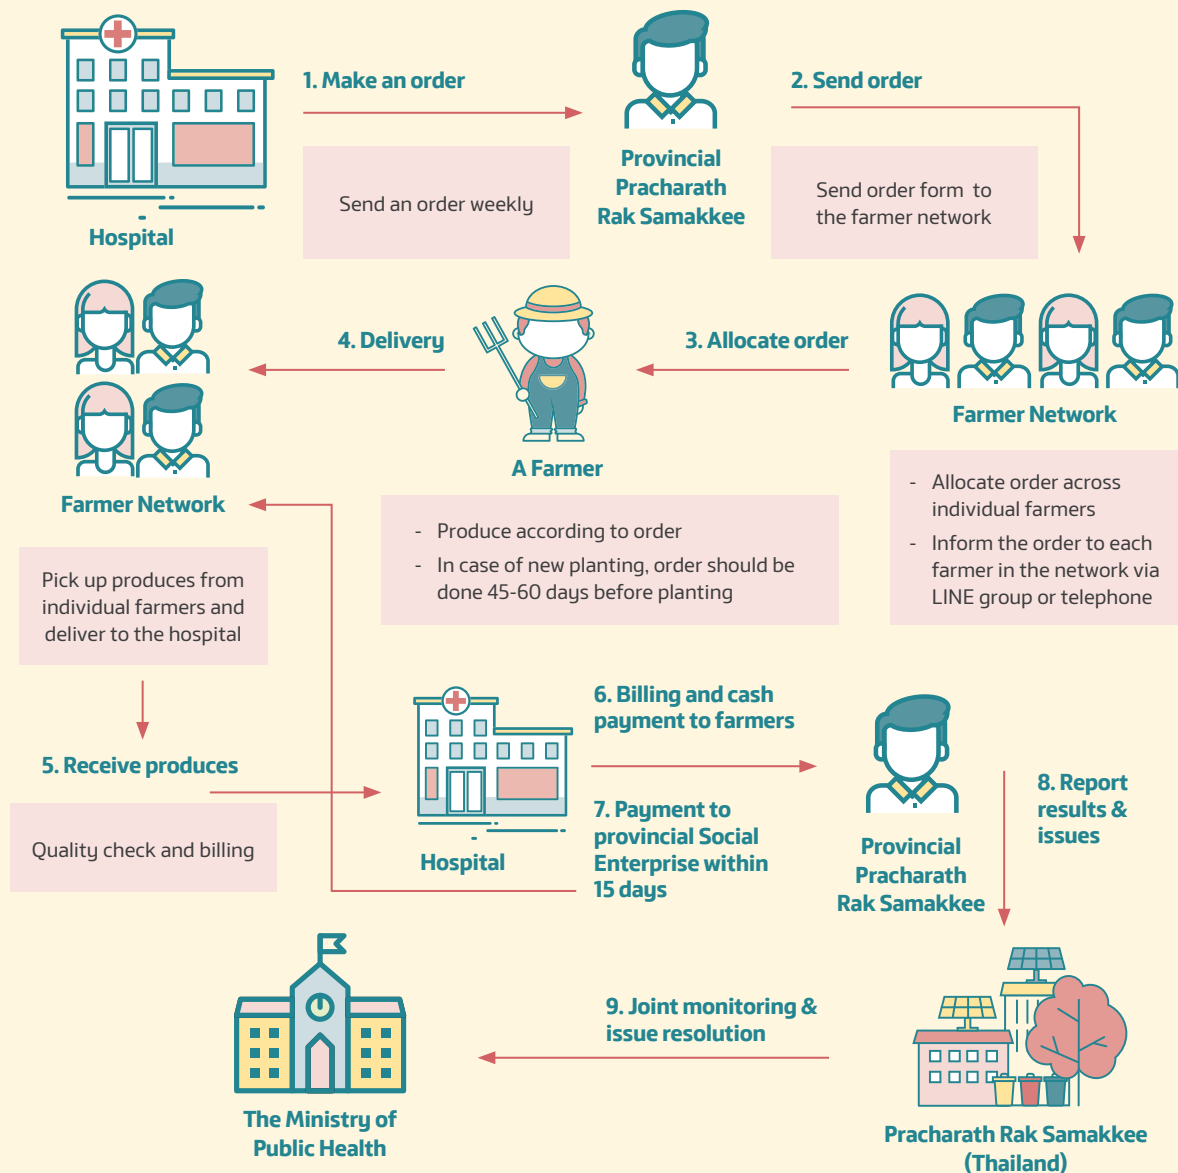 1. Make an order
Send an order weekly
Hospital
Provincial
Pracharath
Rak Samakkee
2. Send order
Send order form to
the farmer network
Farmer Network
- Allocate order across
individual farmers
- Inform the order to each
farmer in the network via
LINE group or telephone
3. Allocate order
A Farmer
- Produce according to order
- In case of new planting, order should be
done 45-60 days before planting
4. Delivery
Farmer Network
Pick up produces from
individual farmers and
deliver to the hospital
5. Receive produces
Quality check and billing
Hospital
6. Billing and cash
payment to farmers
7. Payment to
provincial Social
Enterprise within
15 days
Provincial
Pracharath
Rak Samakkee
8. Report
results &
issues
Pracharath Rak Samakkee
(Thailand)
9. Joint monitoring &
issue resolution
The Ministry of
Public Health